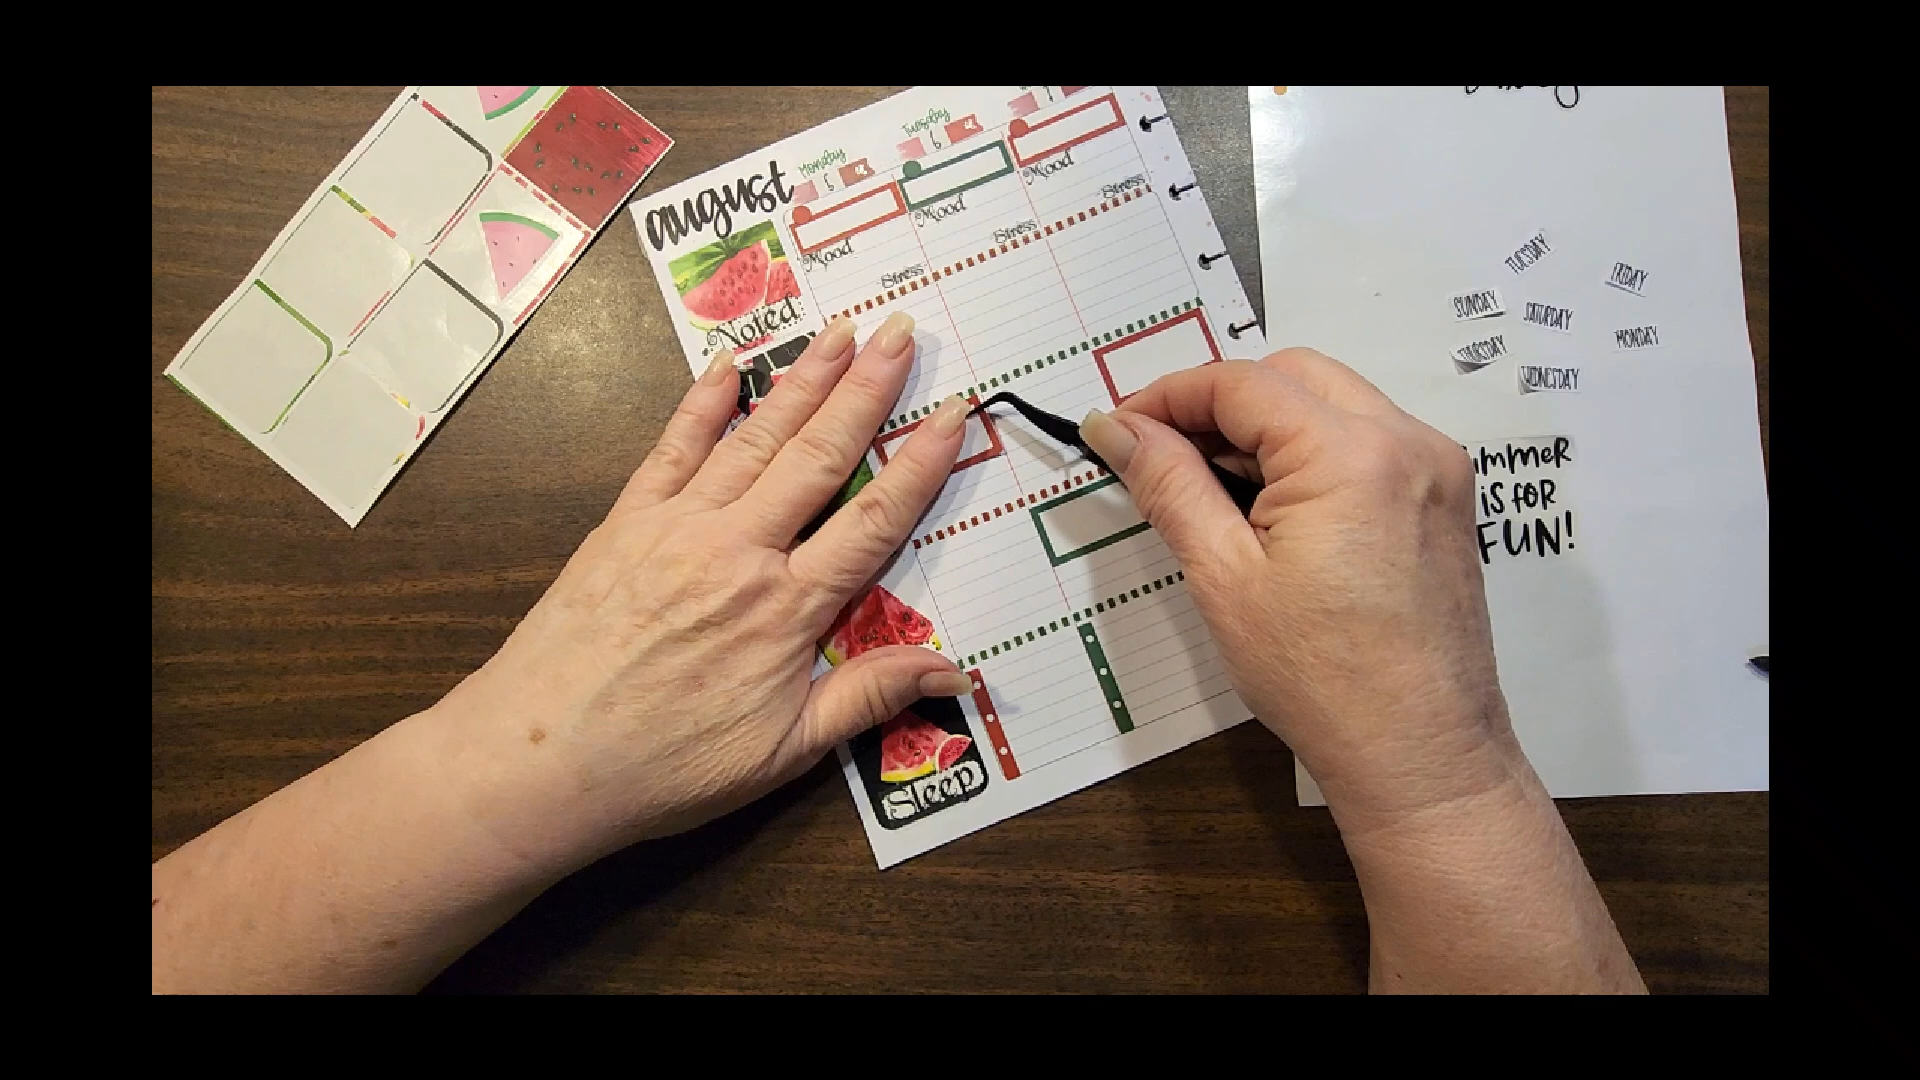 august
Monday
5
Tuesday
6
Mood
Mood
Mood
Stress
Stress
Stress
Noted
Sleep
TUESDAY
FRIDAY
SUNDAY
SATURDAY
MONDAY
THURSDAY
WEDNESDAY
IS FOR
FUN!